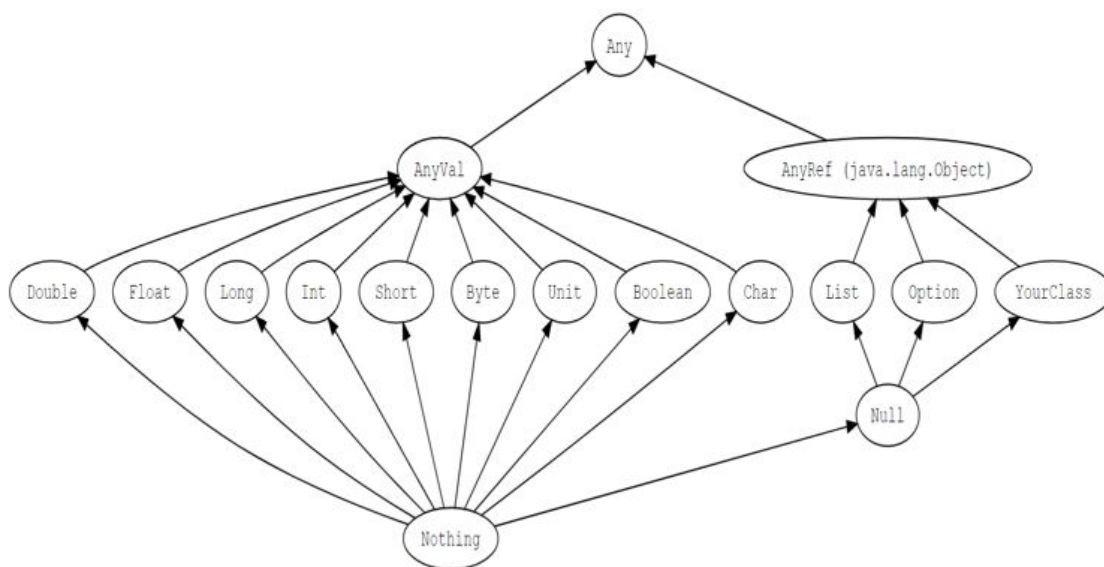 Any
AnyVal
AnyRef (java.lang.Object)
Double
Float
Long
Int
Short
Byte
Unit
Boolean
Char
List
Option
YourClass
Null
Nothing